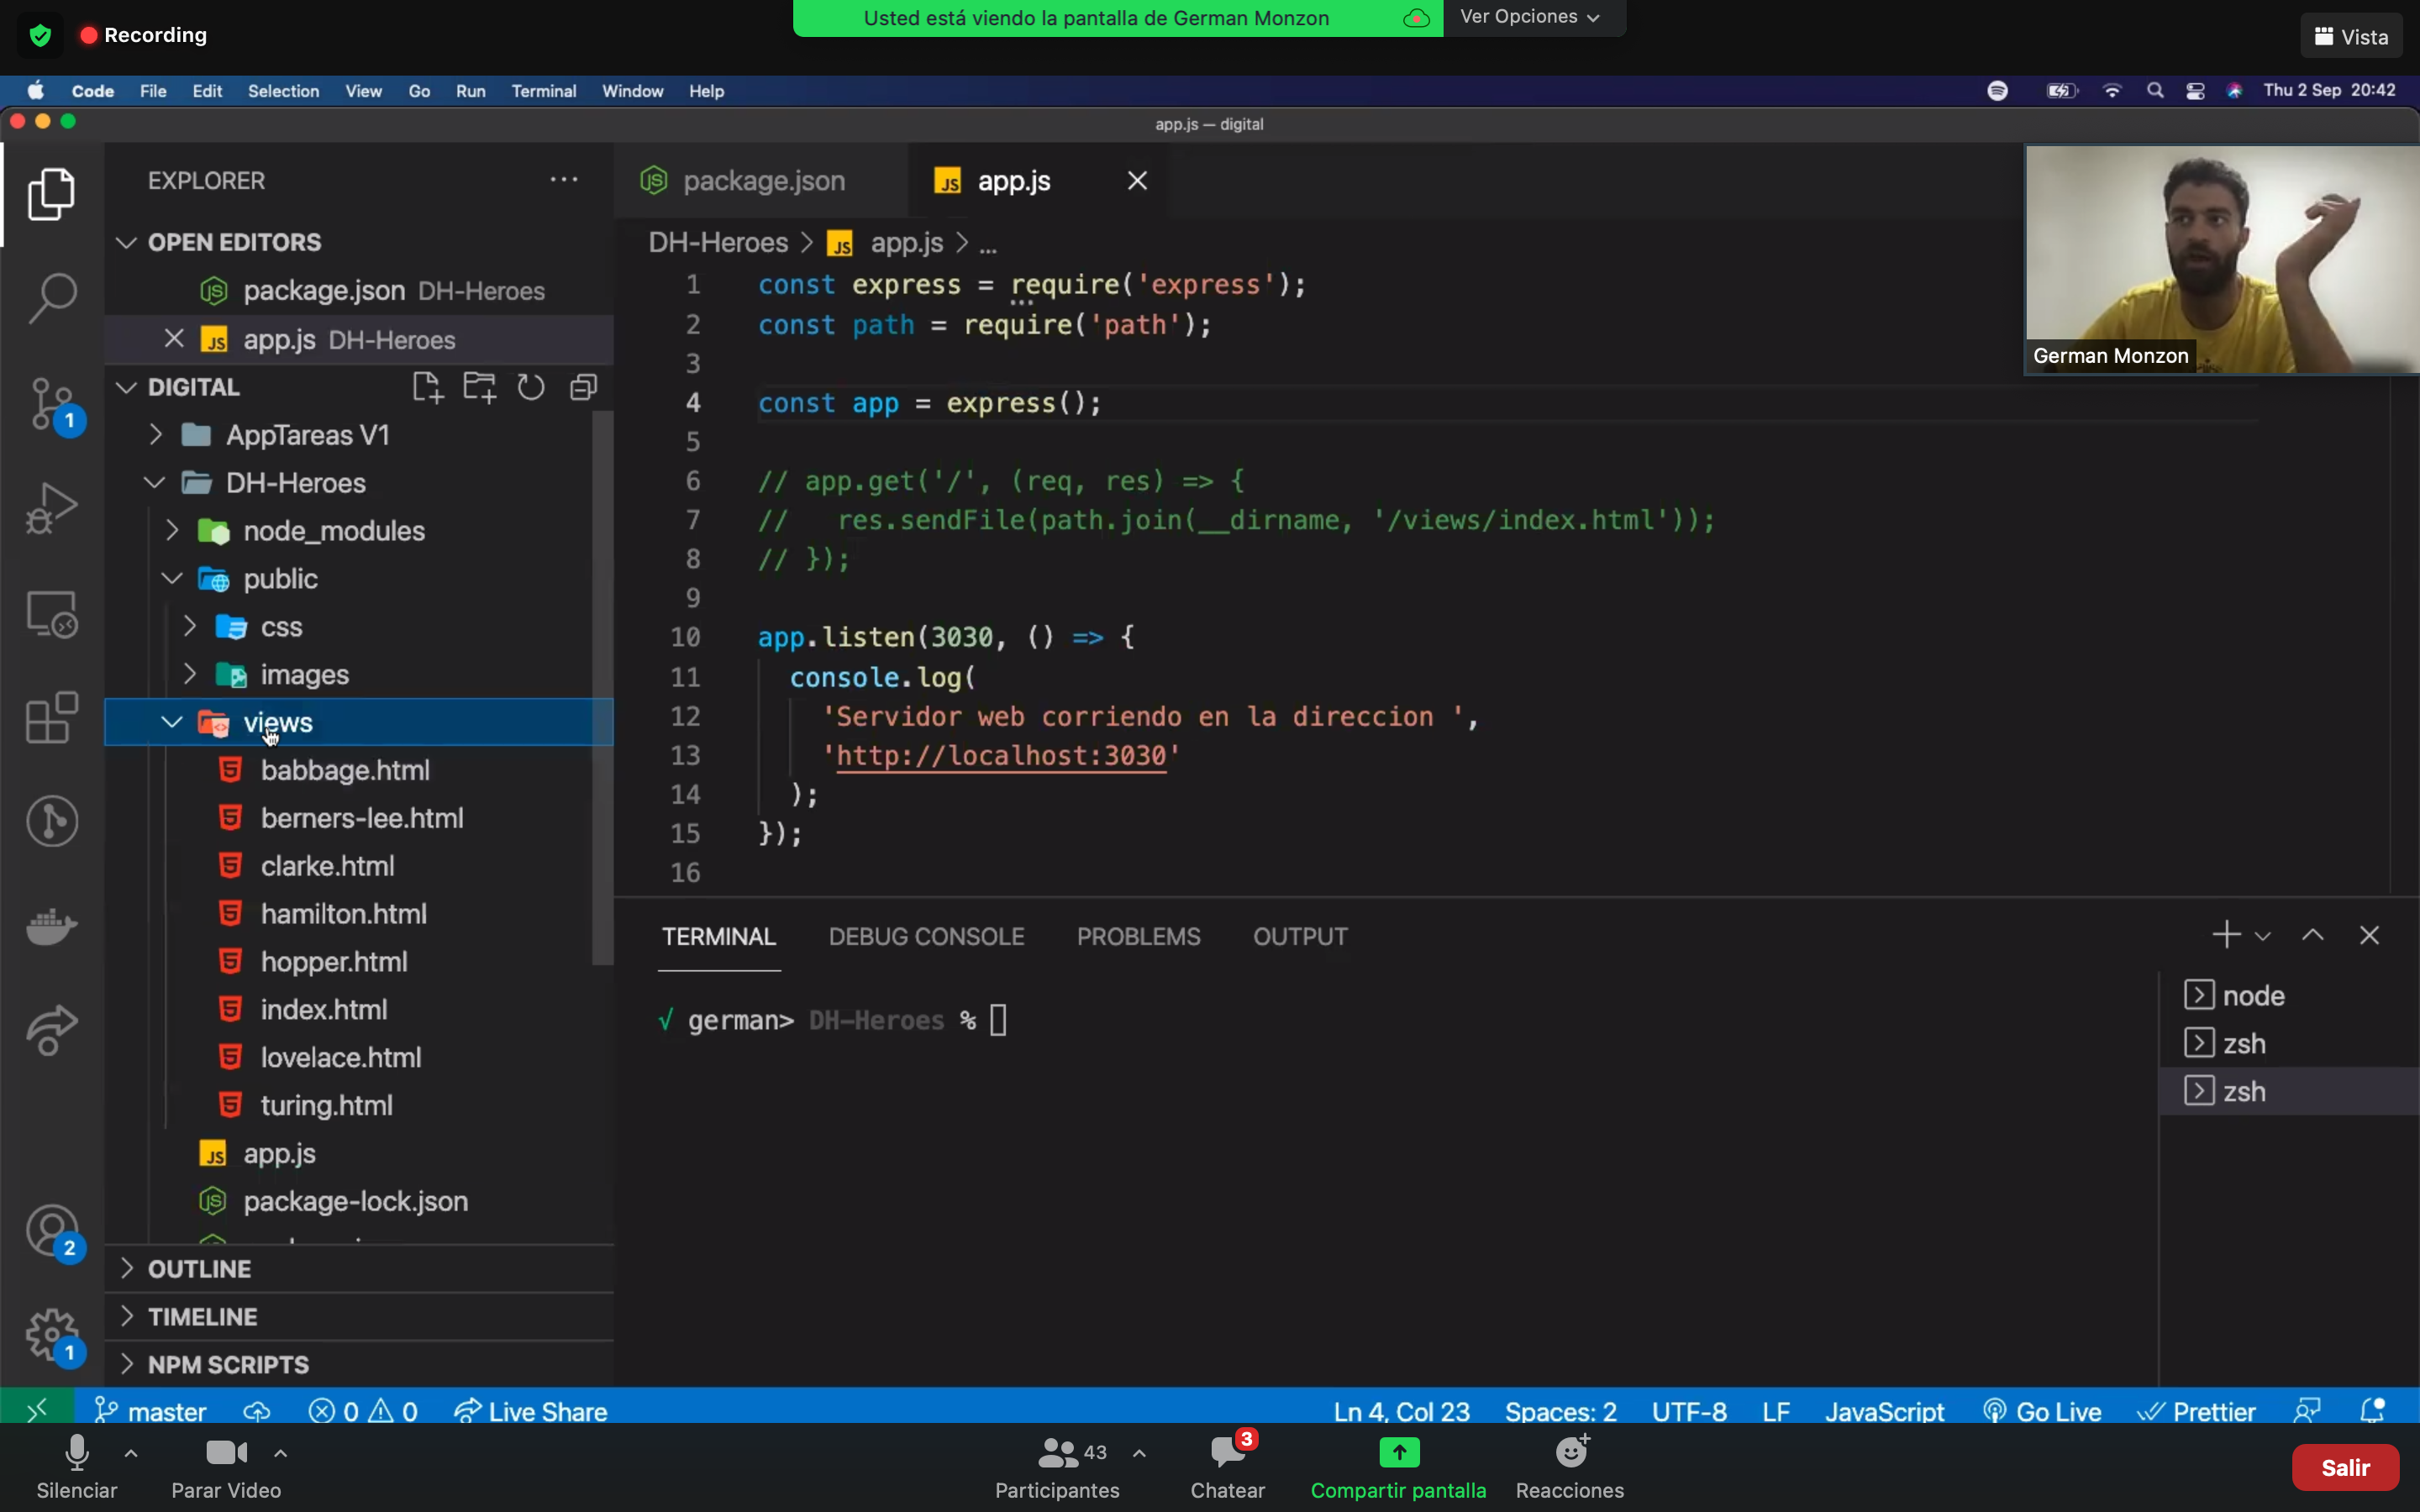 Recording
Usted está viendo la pantalla de German Monzon
Ver Opciones
Vista
Code File Edit Selection View Go Run Terminal Window Help
Thu 2 Sep 20:42
app.js — digital
EXPLORER
OPEN EDITORS
package.json DH-Heroes
app.js DH-Heroes
DIGITAL
AppTareas V1
DH-Heroes
node_modules
public
css
images
views
babbage.html
berners-lee.html
clarke.html
hamilton.html
hopper.html
index.html
lovelace.html
turing.html
app.js
package-lock.json
OUTLINE
TIMELINE
NPM SCRIPTS
1
2
1
package.json
app.js
DH-Heroes > app.js > ...
1 const express = require('express');
2 const path = require('path');
3
4 const app = express();
5
6 // app.get('/', (req, res) => {
7 //   res.sendFile(path.join(__dirname, '/views/index.html'));
8 // });
9
10 app.listen(3030, () => {
11   console.log(
12     'Servidor web corriendo en la direccion ',
13     'http://localhost:3030'
14   );
15 });
16
German Monzon
TERMINAL DEBUG CONSOLE PROBLEMS OUTPUT
√ german> DH-Heroes %
node
zsh
zsh
master 0 0 Live Share
Ln 4, Col 23 Spaces: 2 UTF-8 LF JavaScript Go Live Prettier
Silenciar
Parar Video
43
Participantes
3
Chatear
Compartir pantalla
Reacciones
Salir